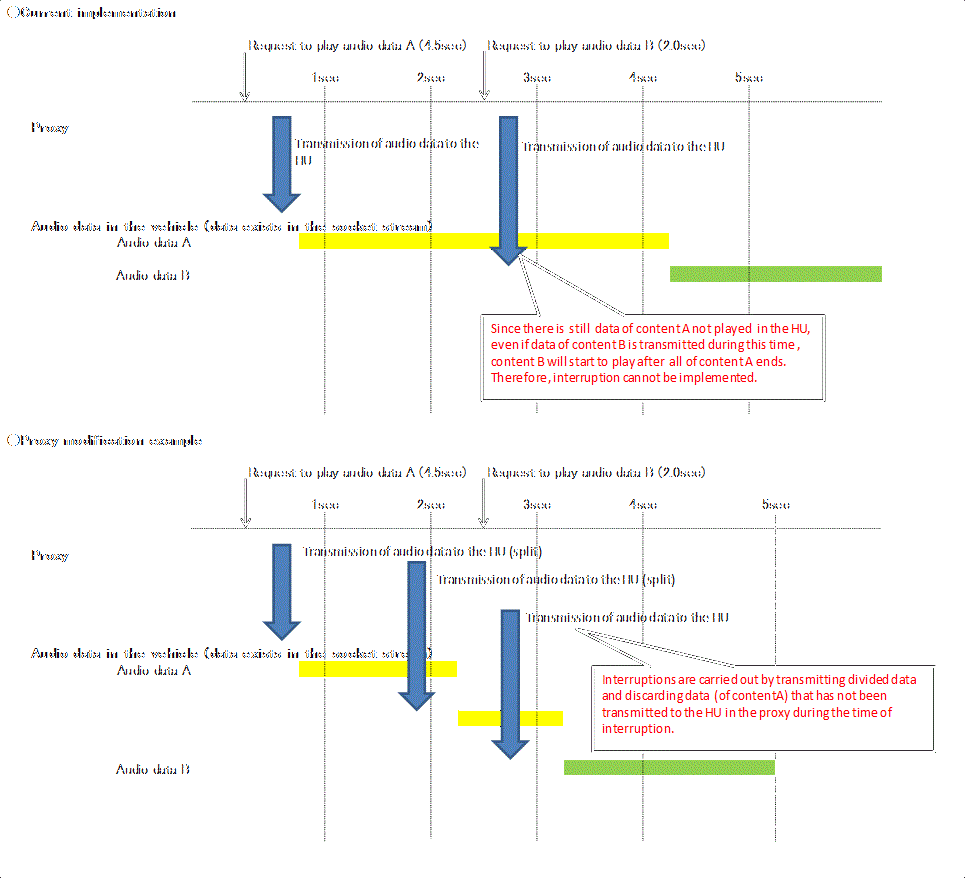 ○Current implementation
Request to play audio data A (4.5sec)
Request to play audio data B (2.0sec)
1sec
2sec
3sec
4sec
5sec
Proxy
Transmission of audio data to the
HU
Transmission of audio data to the HU
Audio data in the vehicle (data exists in the socket stream)
Audio data A
Audio data B
Since there is still data of content A not played in the HU,
even if data of content B is transmitted during this time,
content B will start to play after all of content A ends.
Therefore, interruption cannot be implemented.
○Proxy modification example
Request to play audio data A (4.5sec)
Request to play audio data B (2.0sec)
1sec
2sec
3sec
4sec
5sec
Proxy
Transmission of audio data to the HU (split)
Transmission of audio data to the HU (split)
Transmission of audio data to the HU
Audio data in the vehicle (data exists in the socket stream)
Audio data A
Interruptions are carried out by transmitting divided data
and discarding data (of content A) that has not been
transmitted to the HU in the proxy during the time of
interruption.
Audio data B